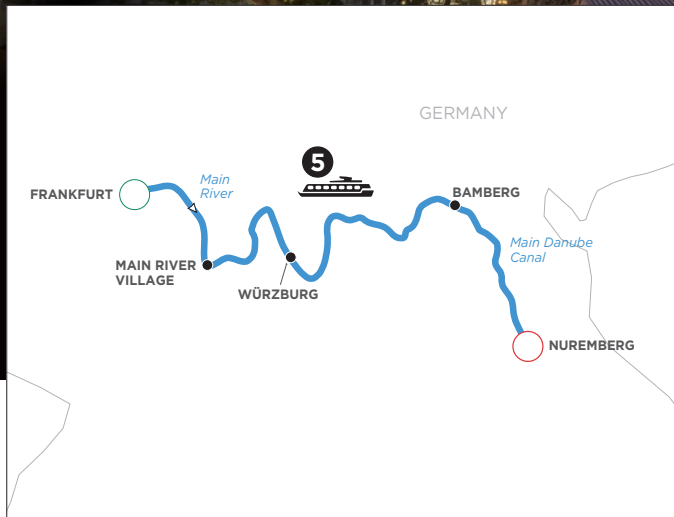 GERMANY
5
Main
River
FRANKFURT
BAMBERG
Main Danube
Canal
MAIN RIVER
VILLAGE
WÜRZBURG
NUREMBERG